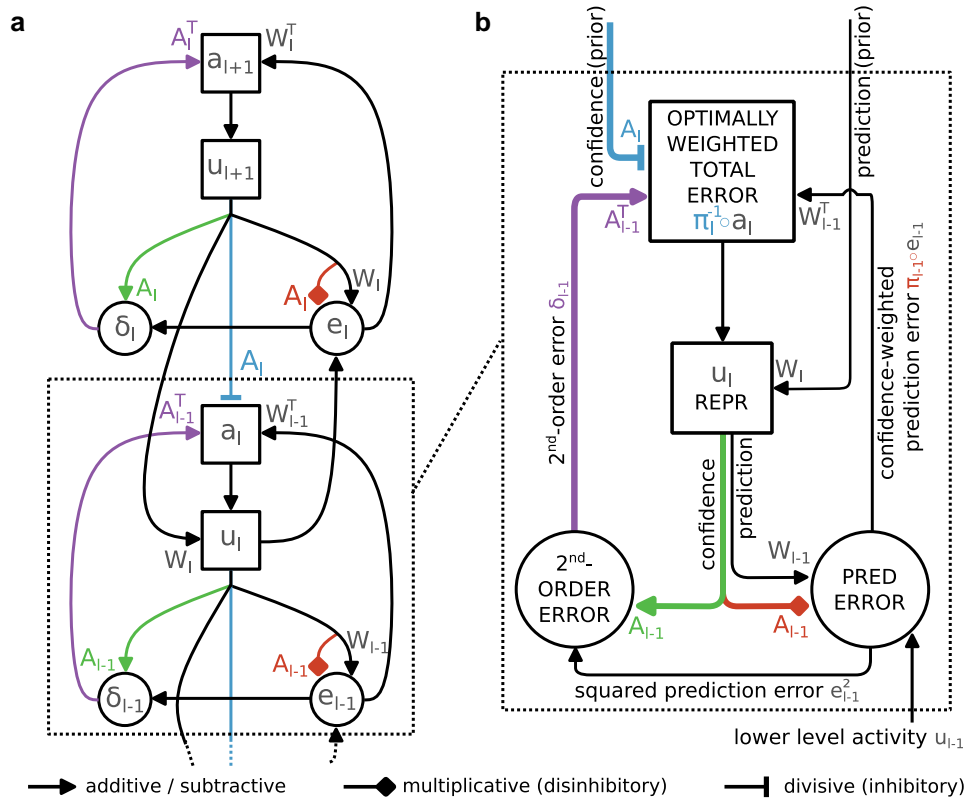 a
A_l^T
W_l^T
a_{l+1}
u_{l+1}
A_l
A_l
W_l
δ_l
e_l
A_l
A_{l-1}^T
W_{l-1}^T
a_l
u_l
W_l
A_{l-1}
A_{l-1}
W_{l-1}
δ_{l-1}
e_{l-1}
b
confidence (prior)
prediction (prior)
A_l
OPTIMALLY
WEIGHTED
TOTAL
ERROR
π_l^{-1}∘a_l
A_{l-1}^T
W_{l-1}^T
2nd-order error δ_{l-1}
confidence-weighted
prediction error π_{l-1}∘e_{l-1}
u_l
REPR
W_l
confidence
prediction
W_{l-1}
2nd-
ORDER
ERROR
PRED
ERROR
A_{l-1}
A_{l-1}
squared prediction error e_{l-1}^2
lower level activity u_{l-1}
additive / subtractive
multiplicative (disinhibitory)
divisive (inhibitory)